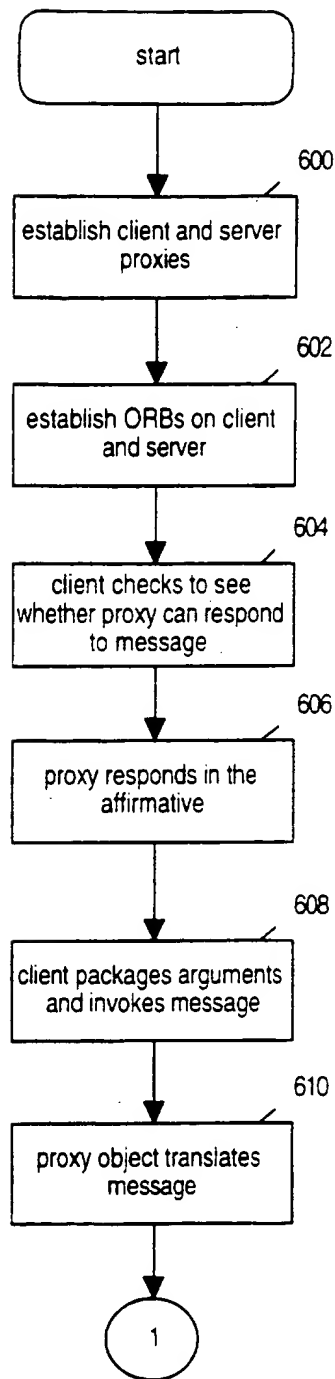 start
600
establish client and server
proxies
602
establish ORBs on client
and server
604
client checks to see
whether proxy can respond
to message
606
proxy responds in the
affirmative
608
client packages arguments
and invokes message
610
proxy object translates
message
1